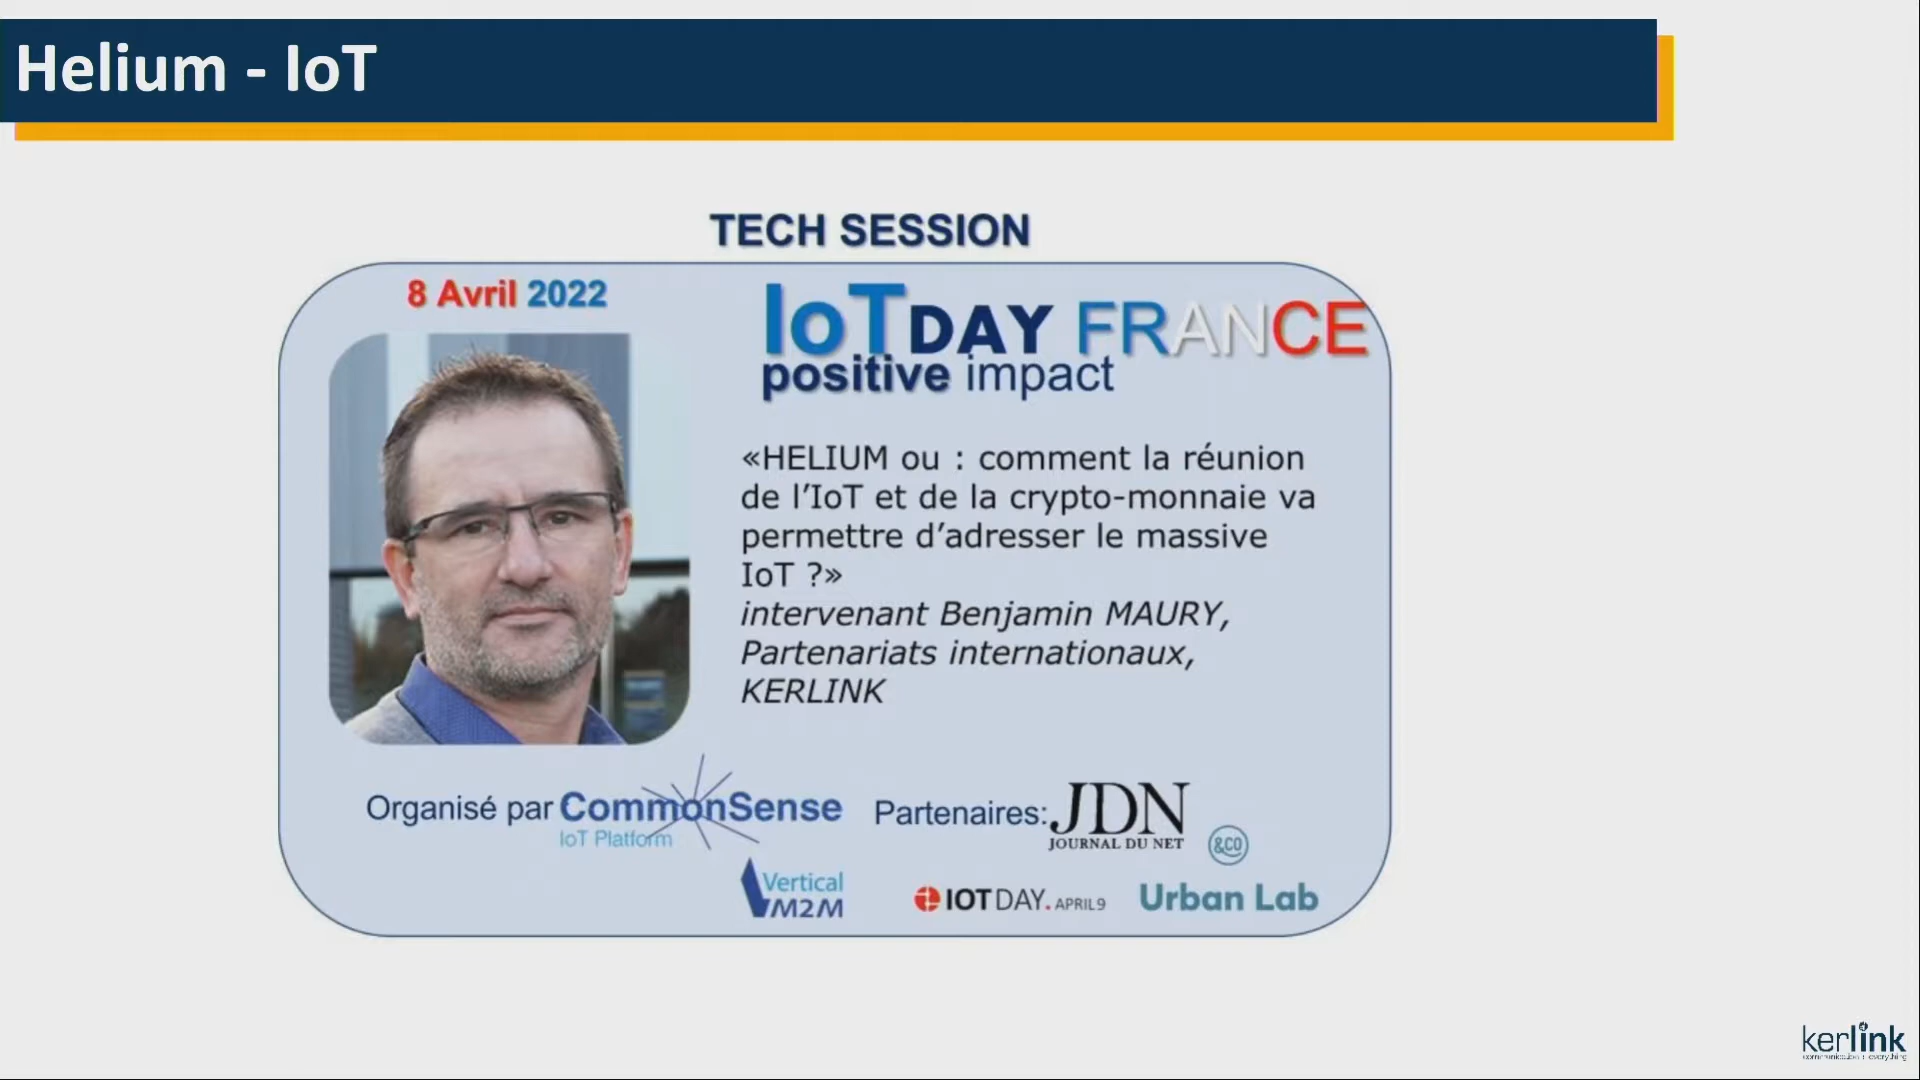 Helium - IoT
TECH SESSION
8 Avril 2022
IoT DAY FRANCE
positive impact
«HELIUM ou : comment la réunion
de l’IoT et de la crypto-monnaie va
permettre d’adresser le massive
IoT ?»
intervenant Benjamin MAURY,
Partenariats internationaux,
KERLINK
Organisé par CommonSense
IoT Platform
Partenaires: JDN
JOURNAL DU NET
&CO
Vertical
M2M
IOT DAY. APRIL 9
Urban Lab
kerlink